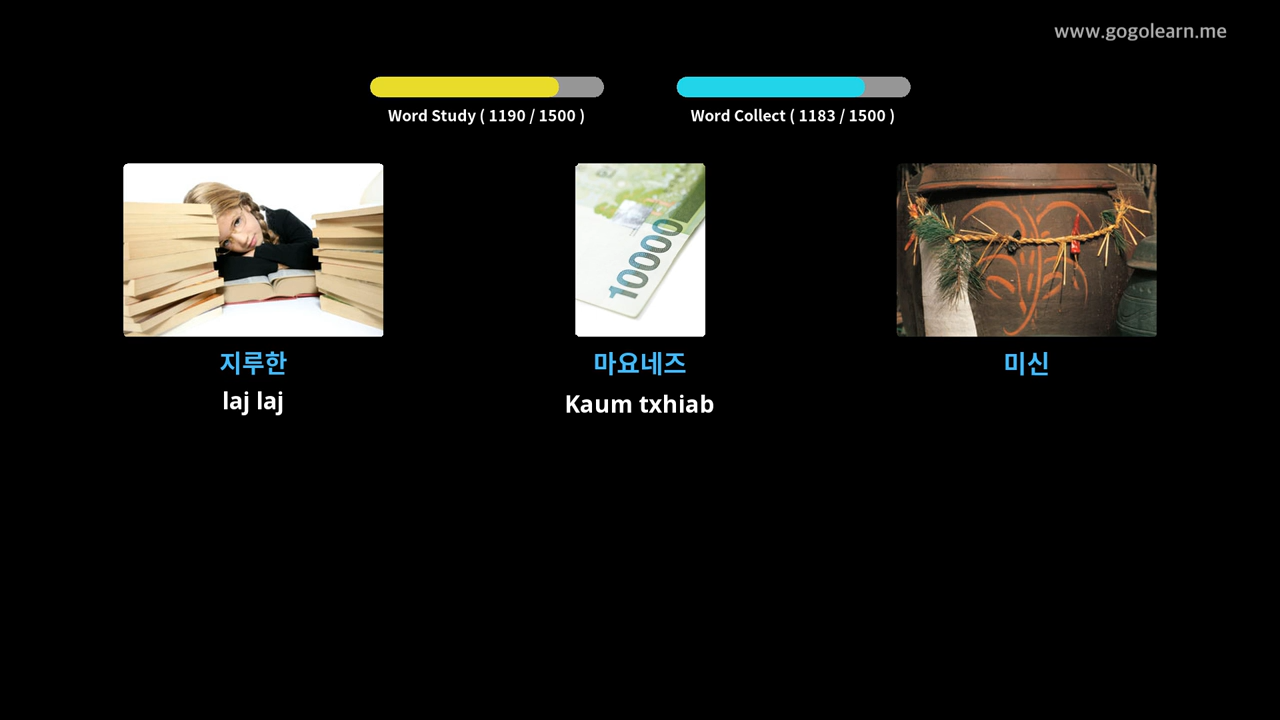 www.gogolearn.me
Word Study ( 1190 / 1500 )
Word Collect ( 1183 / 1500 )
10000
지루한
마요네즈
미신
laj laj
Kaum txhiab